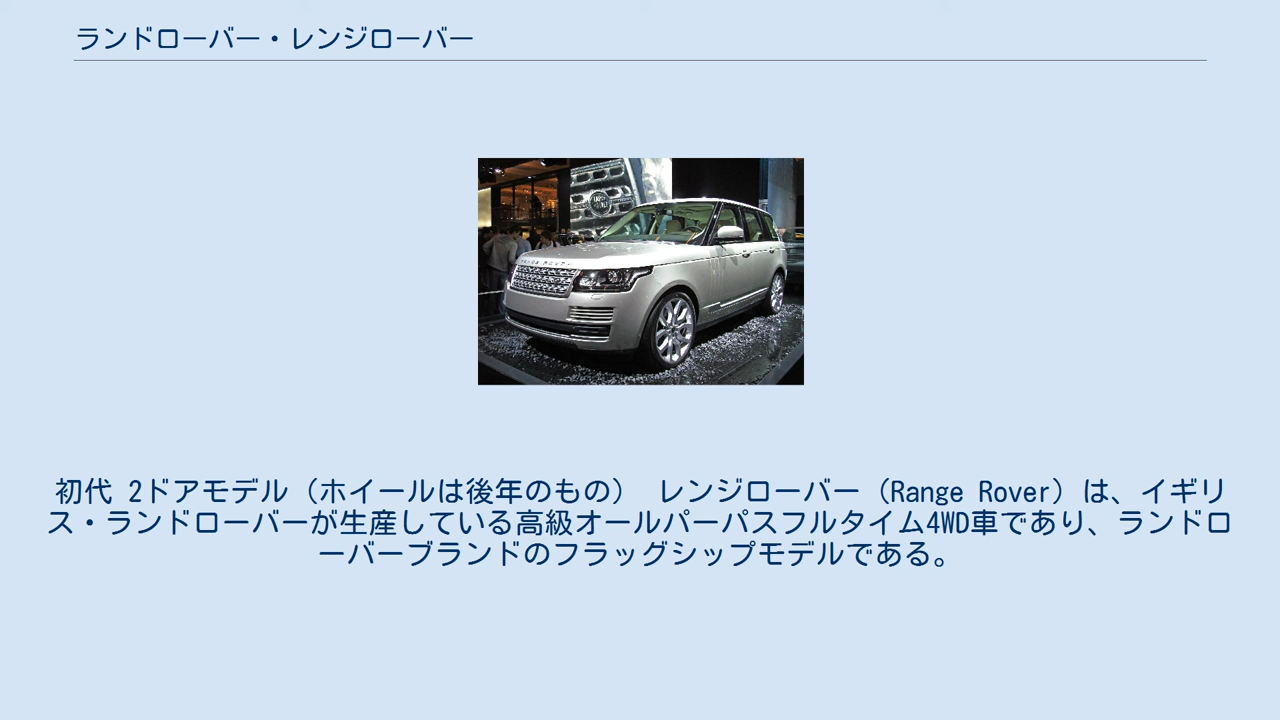 ランドローバー・レンジローバー
RANGE ROVER
初代 2ドアモデル（ホイールは後年のもの） レンジローバー（Range Rover）は、イギリ
ス・ランドローバーが生産している高級オールパーパスフルタイム4WD車であり、ランドロ
ーバーブランドのフラッグシップモデルである。